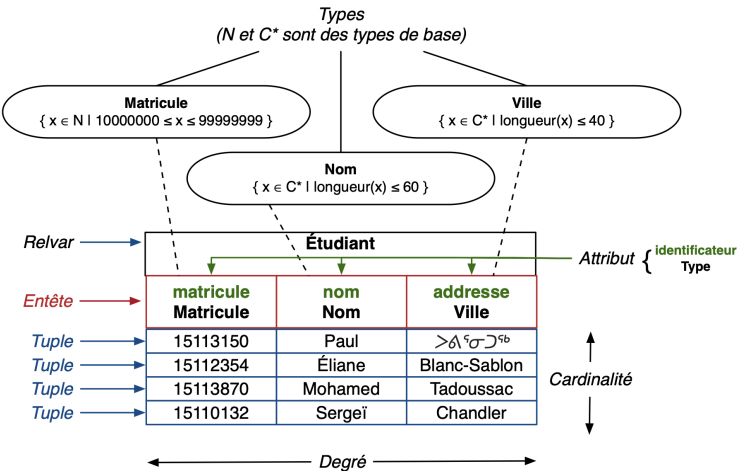 Types
(N et C* sont des types de base)
Matricule
{ x ∈ N | 10000000 ≤ x ≤ 99999999 }
Ville
{ x ∈ C* | longueur(x) ≤ 40 }
Nom
{ x ∈ C* | longueur(x) ≤ 60 }
Relvar
Étudiant
Attribut { identificateur
Type
Entête
matricule nom addresse
Matricule Nom Ville
Tuple 15113150 Paul ᐳᕕᕐᓂᑐᖅ
Tuple 15112354 Éliane Blanc-Sablon
Tuple 15113870 Mohamed Tadoussac
Tuple 15110132 Sergeï Chandler
Cardinalité
Degré